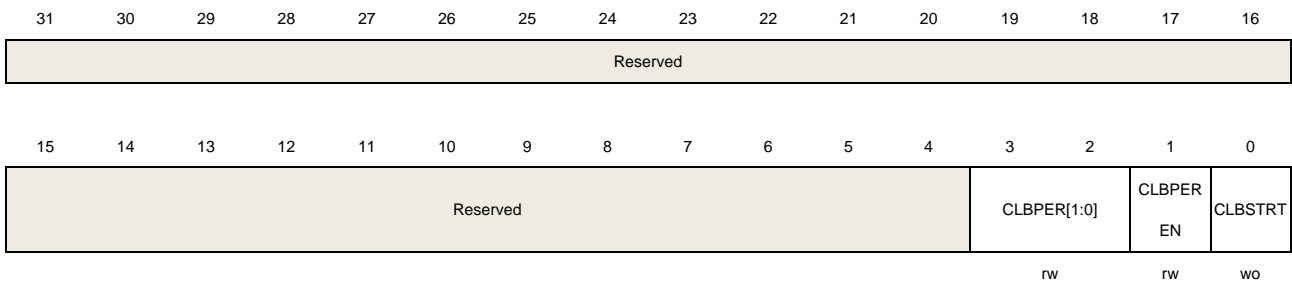 31 30 29 28 27 26 25 24 23 22 21 20 19 18 17 16
Reserved
15 14 13 12 11 10 9 8 7 6 5 4 3 2 1 0
Reserved
CLBPER[1:0]
CLBPER
EN
CLBSTRT
rw rw wo